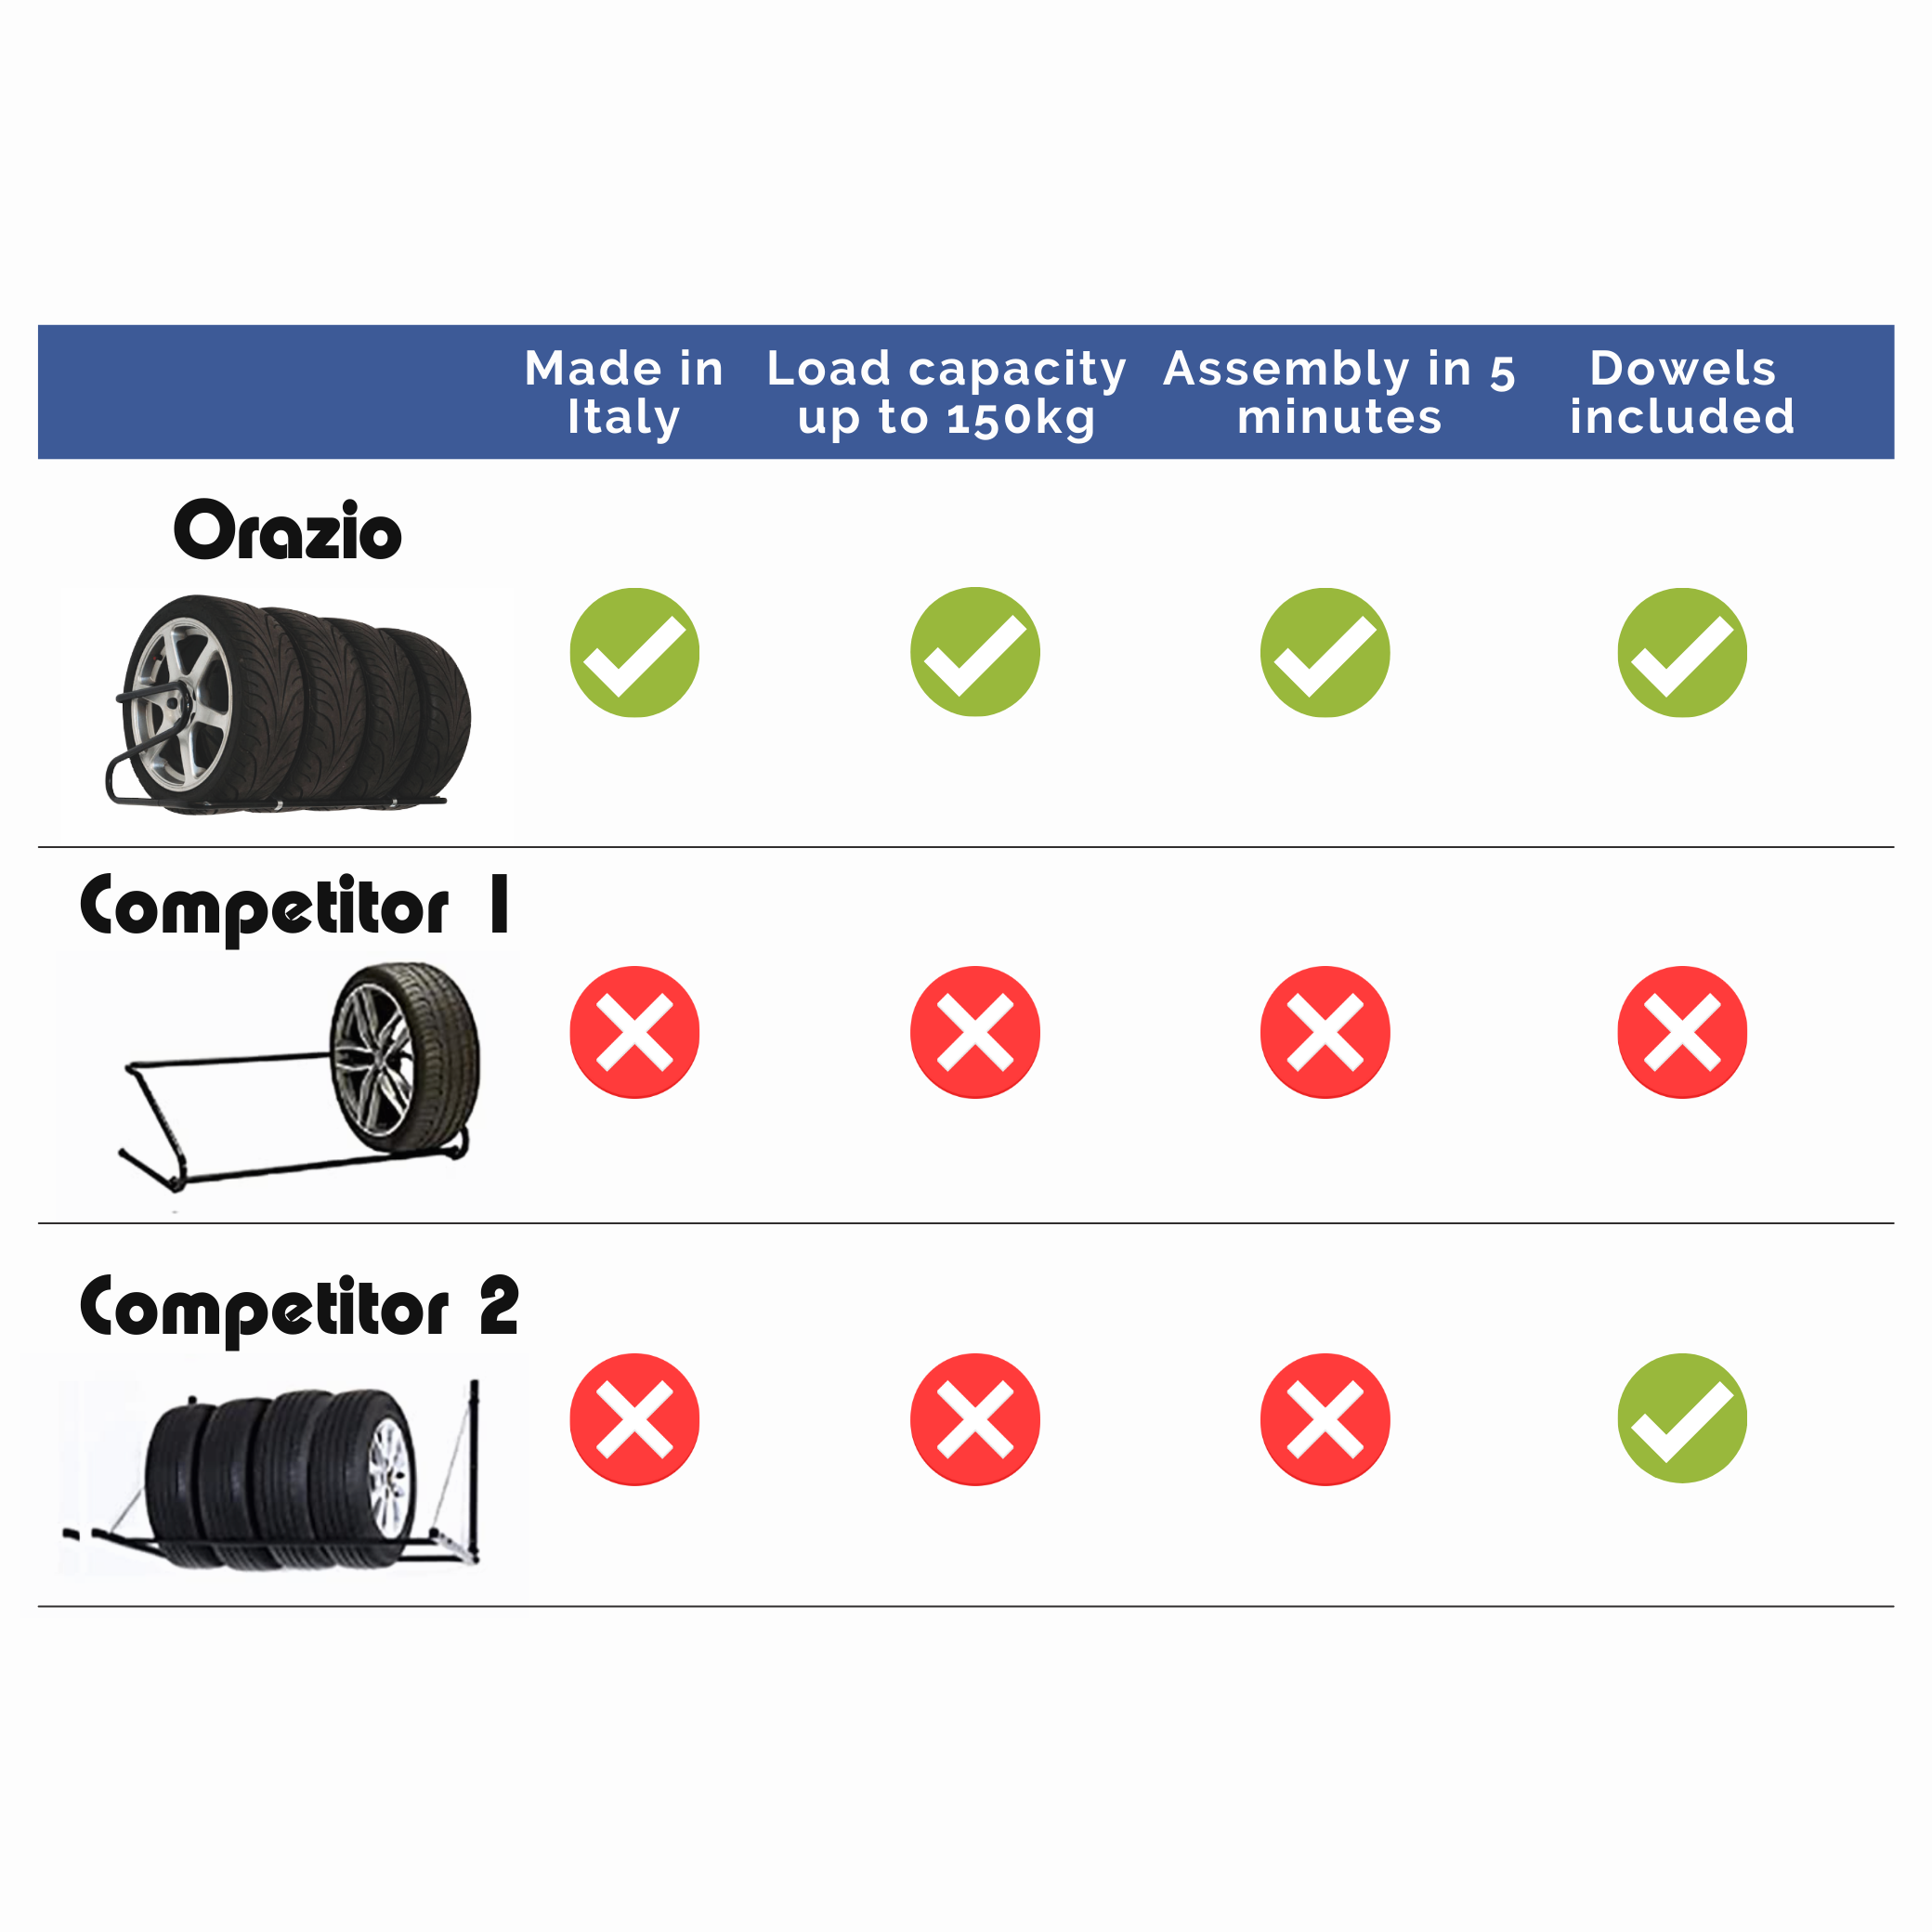 Made in
Italy
Load capacity
up to 150kg
Assembly in 5
minutes
Dowels
included
Orazio
Competitor 1
Competitor 2